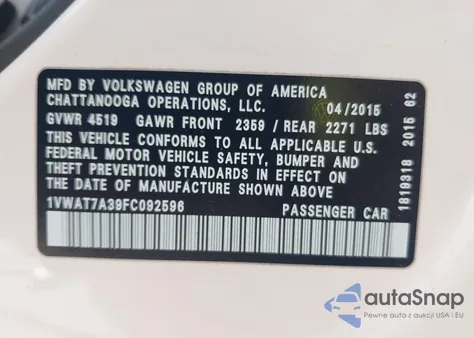 MFD BY VOLKSWAGEN GROUP OF AMERICA
CHATTANOOGA OPERATIONS, LLC. 04/2015
GVWR 4519 GAWR FRONT 2359 / REAR 2271 LBS
THIS VEHICLE CONFORMS TO ALL APPLICABLE U.S.
FEDERAL MOTOR VEHICLE SAFETY, BUMPER AND
THEFT PREVENTION STANDARDS IN EFFECT ON THE
DATE OF MANUFACTURE SHOWN ABOVE.
1VWAT7A39FC092596 PASSENGER CAR
1819318 2015 62
autoSnap
Pewne auta z aukcji USA i EU